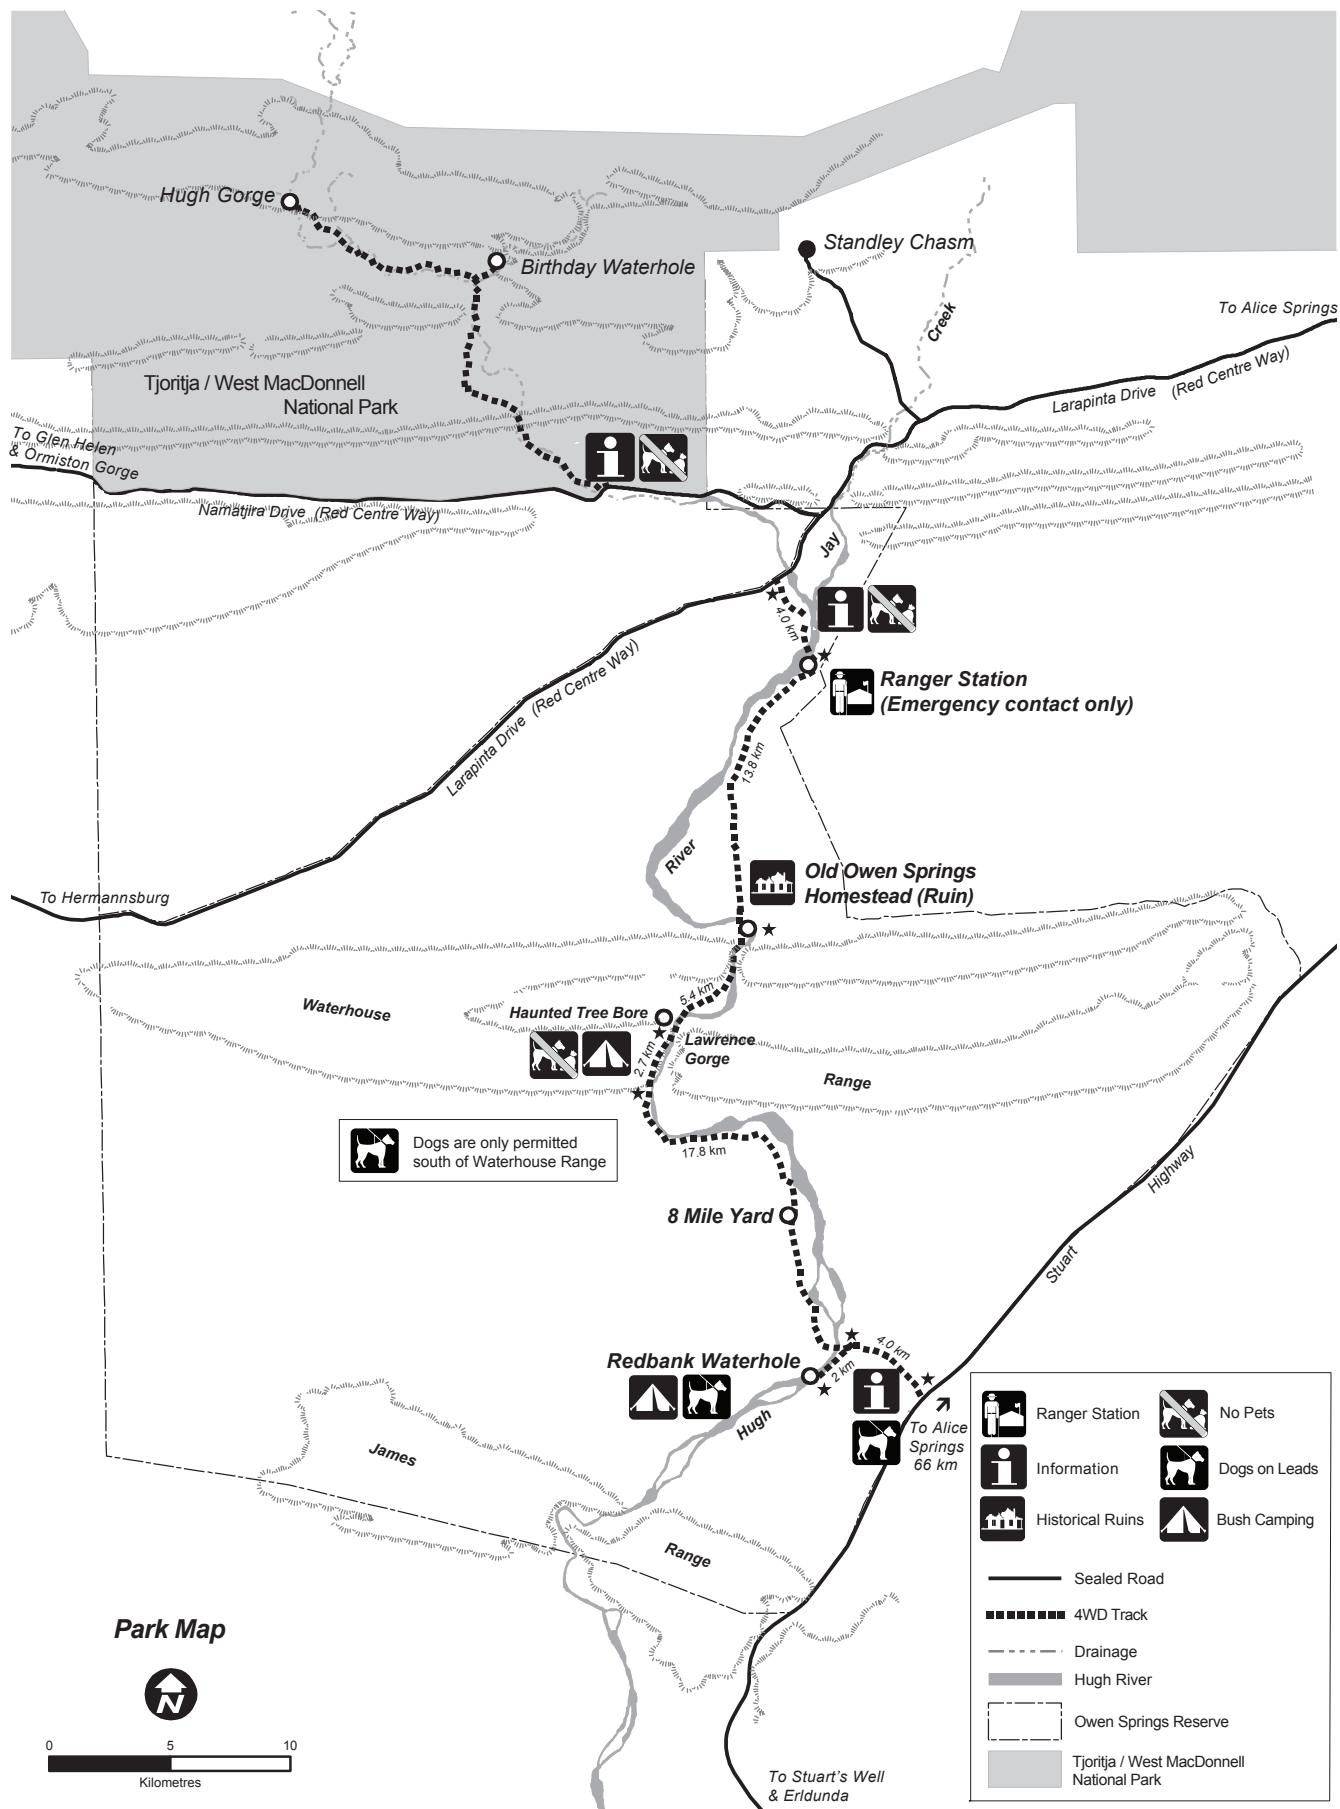 Hugh Gorge
Birthday Waterhole
Standley Chasm
Creek
To Alice Springs
Larapinta Drive (Red Centre Way)
Tjoritja / West MacDonnell
National Park
To Glen Helen
& Ormiston Gorge
Namatjira Drive (Red Centre Way)
Jay
4.0 km
Ranger Station
(Emergency contact only)
Larapinta Drive (Red Centre Way)
13.8 km
River
Old Owen Springs
Homestead (Ruin)
To Hermannsburg
5.4 km
Waterhouse
Haunted Tree Bore
Lawrence
Gorge
2.7 km
Range
Dogs are only permitted
south of Waterhouse Range
17.8 km
Highway
8 Mile Yard
Stuart
4.0 km
Redbank Waterhole
2 km
Hugh
To Alice
Springs
66 km
James
Range
Ranger Station
No Pets
Information
Dogs on Leads
Historical Ruins
Bush Camping
Sealed Road
4WD Track
Drainage
Hugh River
Owen Springs Reserve
Tjoritja / West MacDonnell
National Park
Park Map
N
0 5 10
Kilometres
To Stuart's Well
& Erldunda